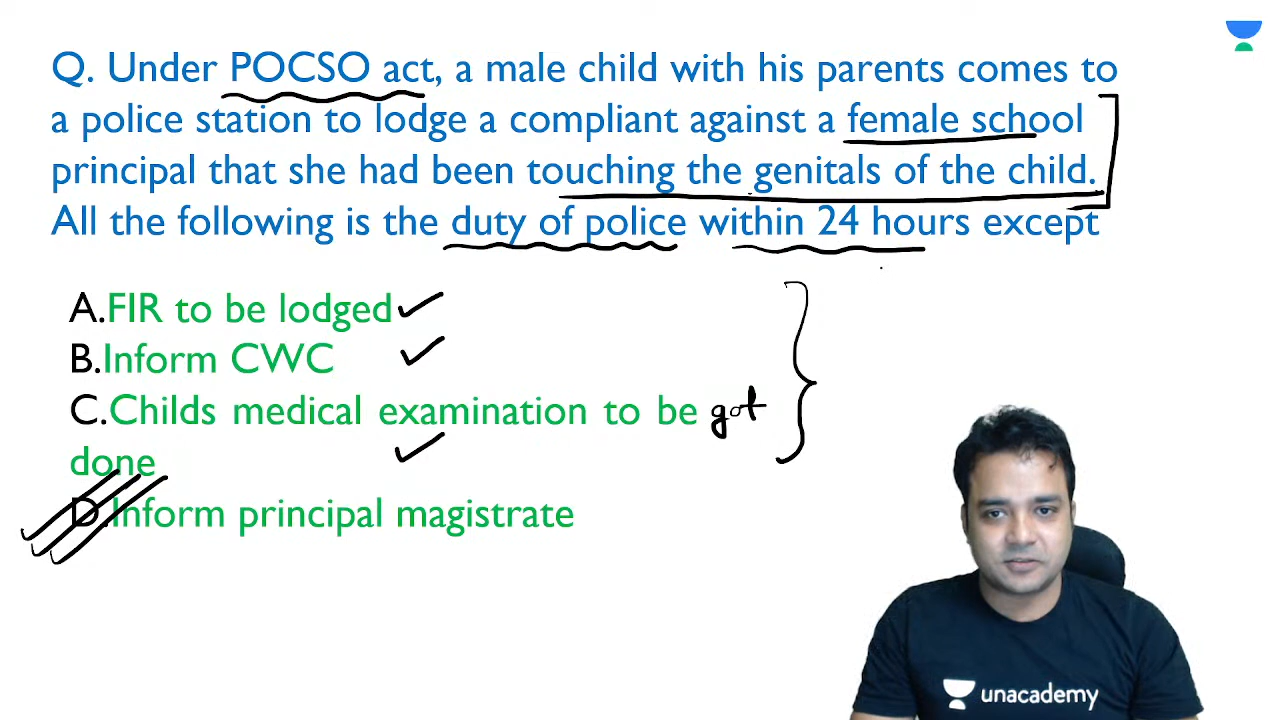 Q. Under POCSO act, a male child with his parents comes to
a police station to lodge a compliant against a female school
principal that she had been touching the genitals of the child.
All the following is the duty of police within 24 hours except
A.FIR to be lodged
B.Inform CWC
C.Childs medical examination to be got
done
D.Inform principal magistrate
unacademy